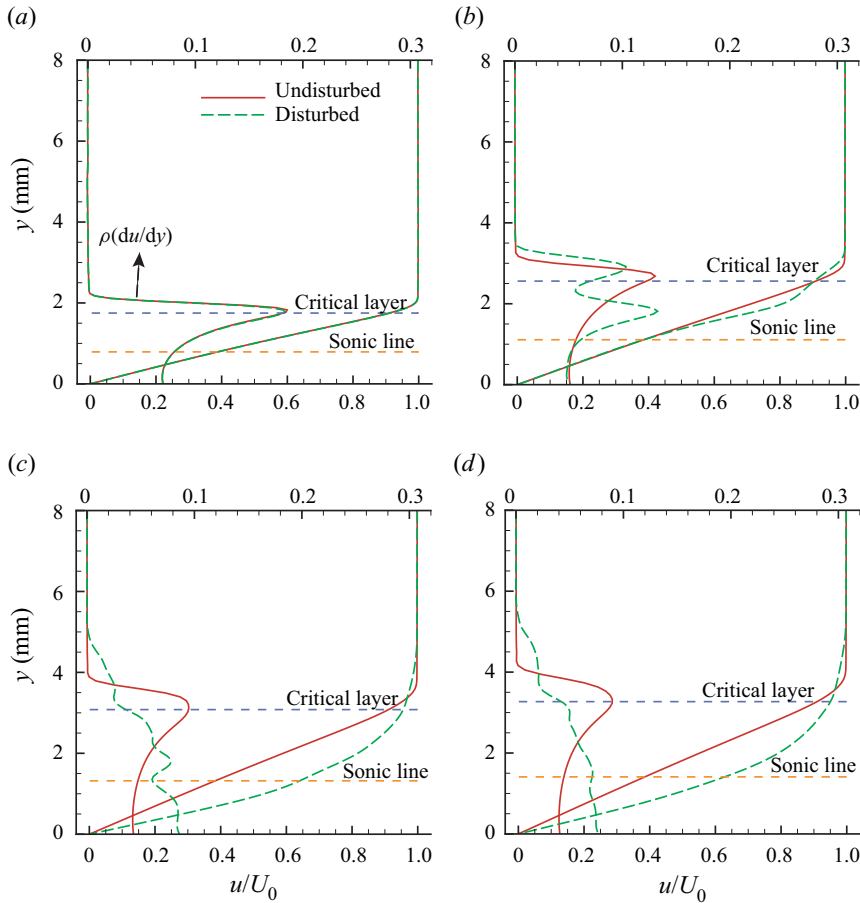 (a)
(b)
0 0.1 0.2 0.3
0 0.1 0.2 0.3
8
6
4
2
0
y (mm)
Undisturbed
Disturbed
ρ(du/dy)
Critical layer
Sonic line
0 0.2 0.4 0.6 0.8 1.0
8
6
4
2
0
y (mm)
Critical layer
Sonic line
0 0.2 0.4 0.6 0.8 1.0
(c)
(d)
0 0.1 0.2 0.3
0 0.1 0.2 0.3
8
6
4
2
0
y (mm)
Critical layer
Sonic line
0 0.2 0.4 0.6 0.8 1.0
u/U₀
8
6
4
2
0
y (mm)
Critical layer
Sonic line
0 0.2 0.4 0.6 0.8 1.0
u/U₀